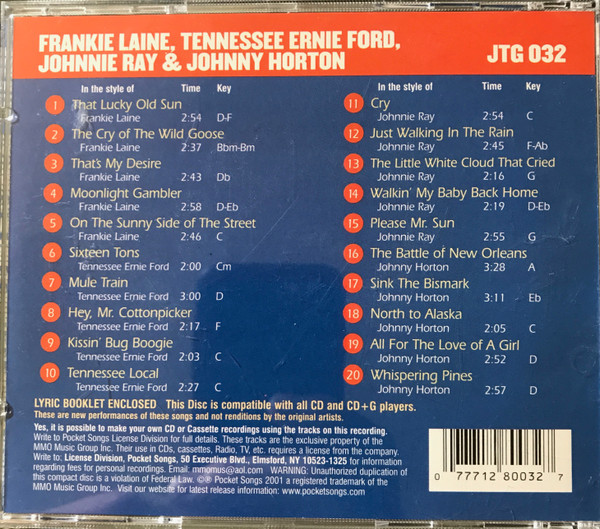 FRANKIE LAINE, TENNESSEE ERNIE FORD,
JOHNNIE RAY & JOHNNY HORTON
JTG 032
In the style of Time Key
1 That Lucky Old Sun
Frankie Laine 2:54 D-F
2 The Cry of The Wild Goose
Frankie Laine 2:37 Bbm-Bm
3 That's My Desire
Frankie Laine 2:43 Db
4 Moonlight Gambler
Frankie Laine 2:58 D-Eb
5 On The Sunny Side of The Street
Frankie Laine 2:46 C
6 Sixteen Tons
Tennessee Ernie Ford 2:00 Cm
7 Mule Train
Tennessee Ernie Ford 3:00 D
8 Hey, Mr. Cottonpicker
Tennessee Ernie Ford 2:17 F
9 Kissin' Bug Boogie
Tennessee Ernie Ford 2:03 C
10 Tennessee Local
Tennessee Ernie Ford 2:27 C
In the style of Time Key
11 Cry
Johnnie Ray 2:54 C
12 Just Walking In The Rain
Johnnie Ray 2:45 F-Ab
13 The Little White Cloud That Cried
Johnnie Ray 2:16 G
14 Walkin' My Baby Back Home
Johnnie Ray 2:19 D-Eb
15 Please Mr. Sun
Johnnie Ray 2:55 G
16 The Battle of New Orleans
Johnny Horton 3:28 A
17 Sink The Bismark
Johnny Horton 3:11 Eb
18 North to Alaska
Johnny Horton 2:05 C
19 All For The Love of A Girl
Johnny Horton 2:52 D
20 Whispering Pines
Johnny Horton 2:57 D
LYRIC BOOKLET ENCLOSED This Disc is compatible with all CD and CD+G players.
These are new performances of these songs and not renditions by the original artists.
Yes, it is possible to make your own CD or Cassette recordings using the tracks on this recording.
Write to Pocket Songs License Division for full details. These tracks are the exclusive property of the
MMO Music Group Inc. Their use in CDs, cassettes, Radio, TV, etc. requires a license from the company.
Write to: License Division, Pocket Songs, 50 Executive Blvd., Elmsford, NY 10523-1325 for information
regarding fees for personal recordings. Email: mmomus@aol.com WARNING: Unauthorized duplication of
this compact disc is a violation of Federal Law. ©℗ Pocket Songs 2001 a registered trademark of
MMO Music Group Inc. Visit our website for latest release information: www.pocketsongs.com
0 77712 80032 7